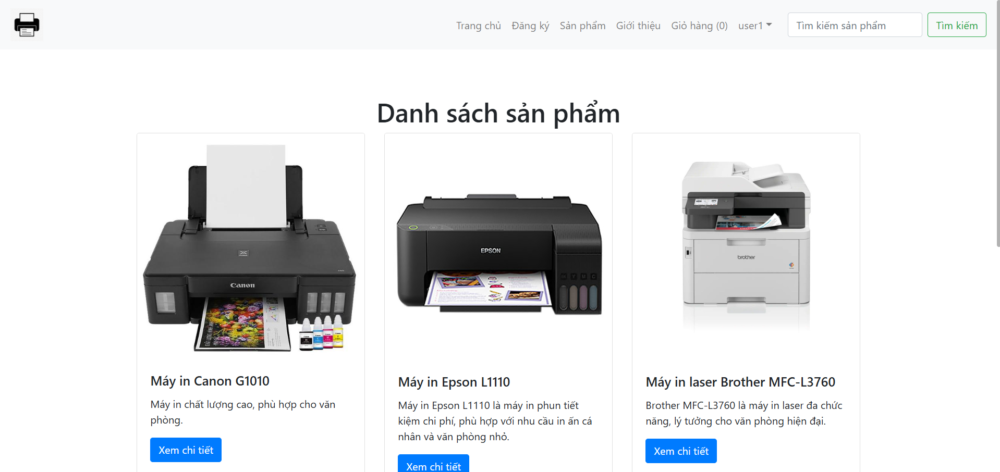 Trang chủ Đăng ký Sản phẩm Giới thiệu Giỏ hàng (0) user1 Tìm kiếm sản phẩm Tìm kiếm
Danh sách sản phẩm
Canon
EPSON
brother
Máy in Canon G1010
Máy in chất lượng cao, phù hợp cho văn
phòng.
Xem chi tiết
Máy in Epson L1110
Máy in Epson L1110 là máy in phun tiết
kiệm chi phí, phù hợp với nhu cầu in ấn cá
nhân và văn phòng nhỏ.
Xem chi tiết
Máy in laser Brother MFC-L3760
Brother MFC-L3760 là máy in laser đa chức
năng, lý tưởng cho văn phòng hiện đại.
Xem chi tiết